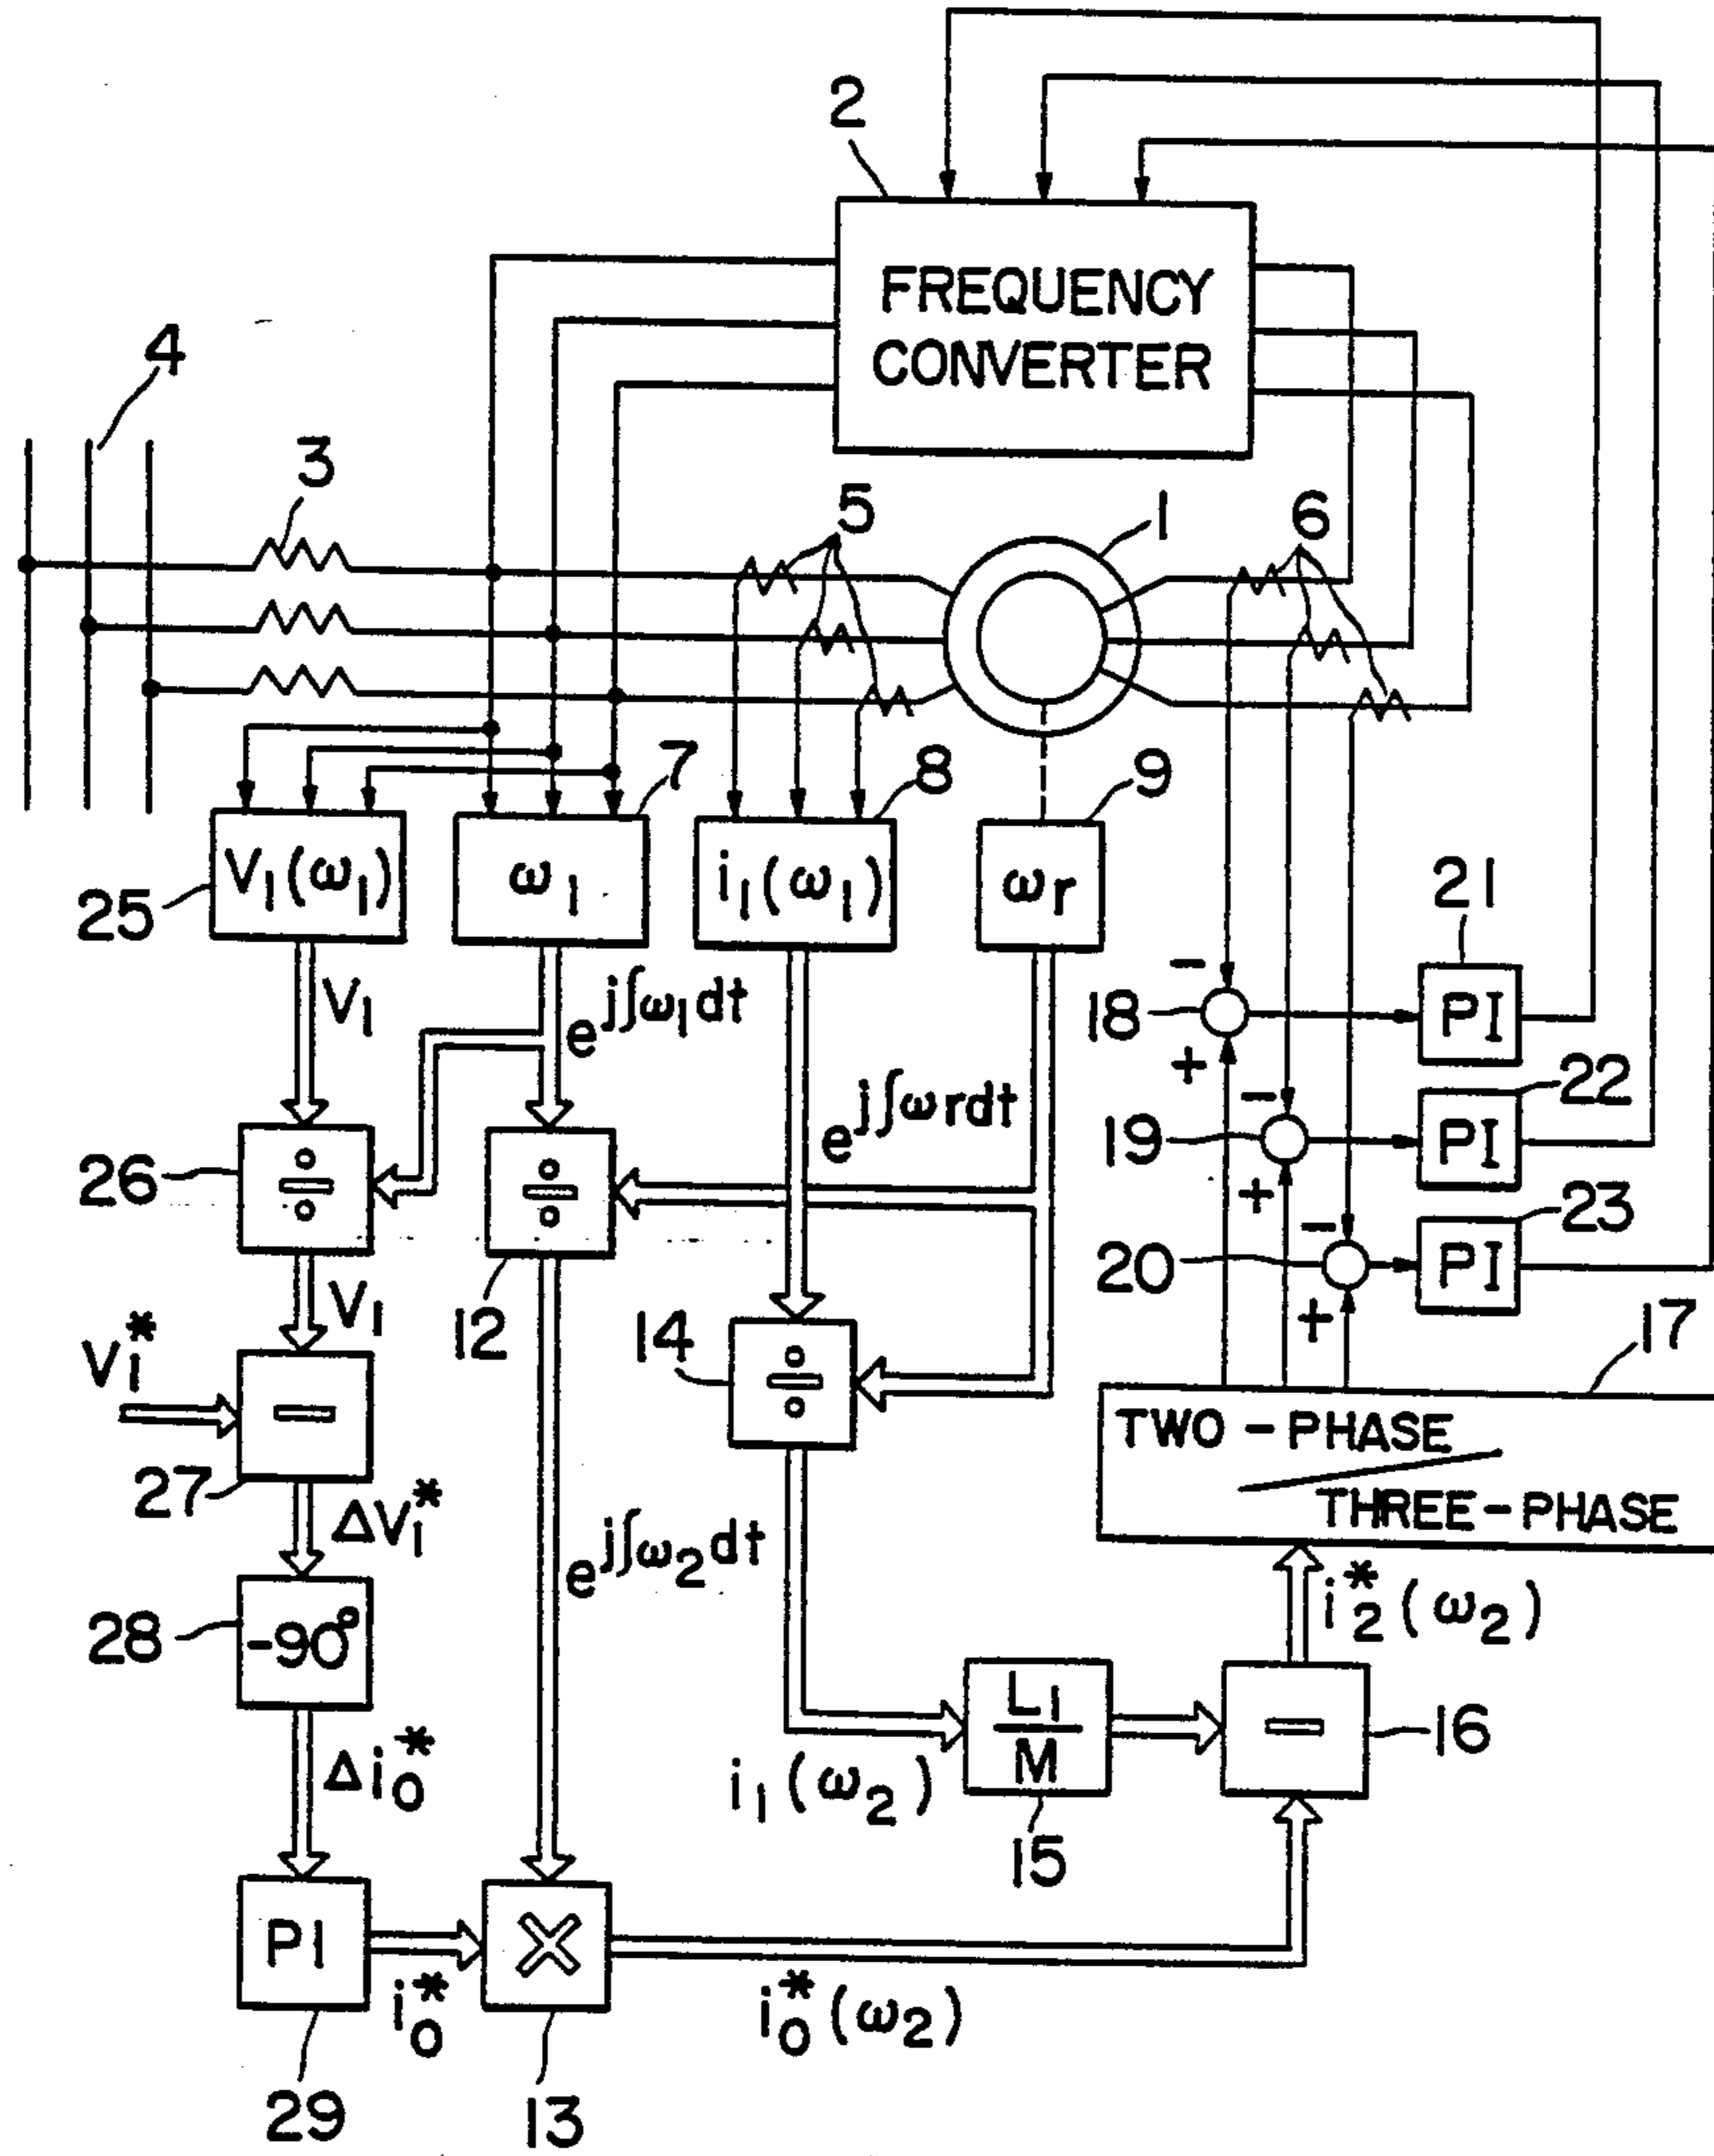 2
FREQUENCY
CONVERTER
4
3
5
1
6
7
8
9
V₁(ω₁)
ω₁
i₁(ω₁)
ωr
25
21
V₁
e^j∫ω₁dt
−
18
+
PI
22
e^j∫ωrdt
−
19
+
PI
26
÷
÷
−
20
+
PI
23
12
V₁
V₁*
14
÷
17
−
27
ΔV₁*
TWO-PHASE
THREE-PHASE
e^j∫ω₂dt
28
-90°
i₂*(ω₂)
Δi₀*
L₁
M
−
16
i₁(ω₂)
15
PI
×
i₀*
i₀*(ω₂)
29
13